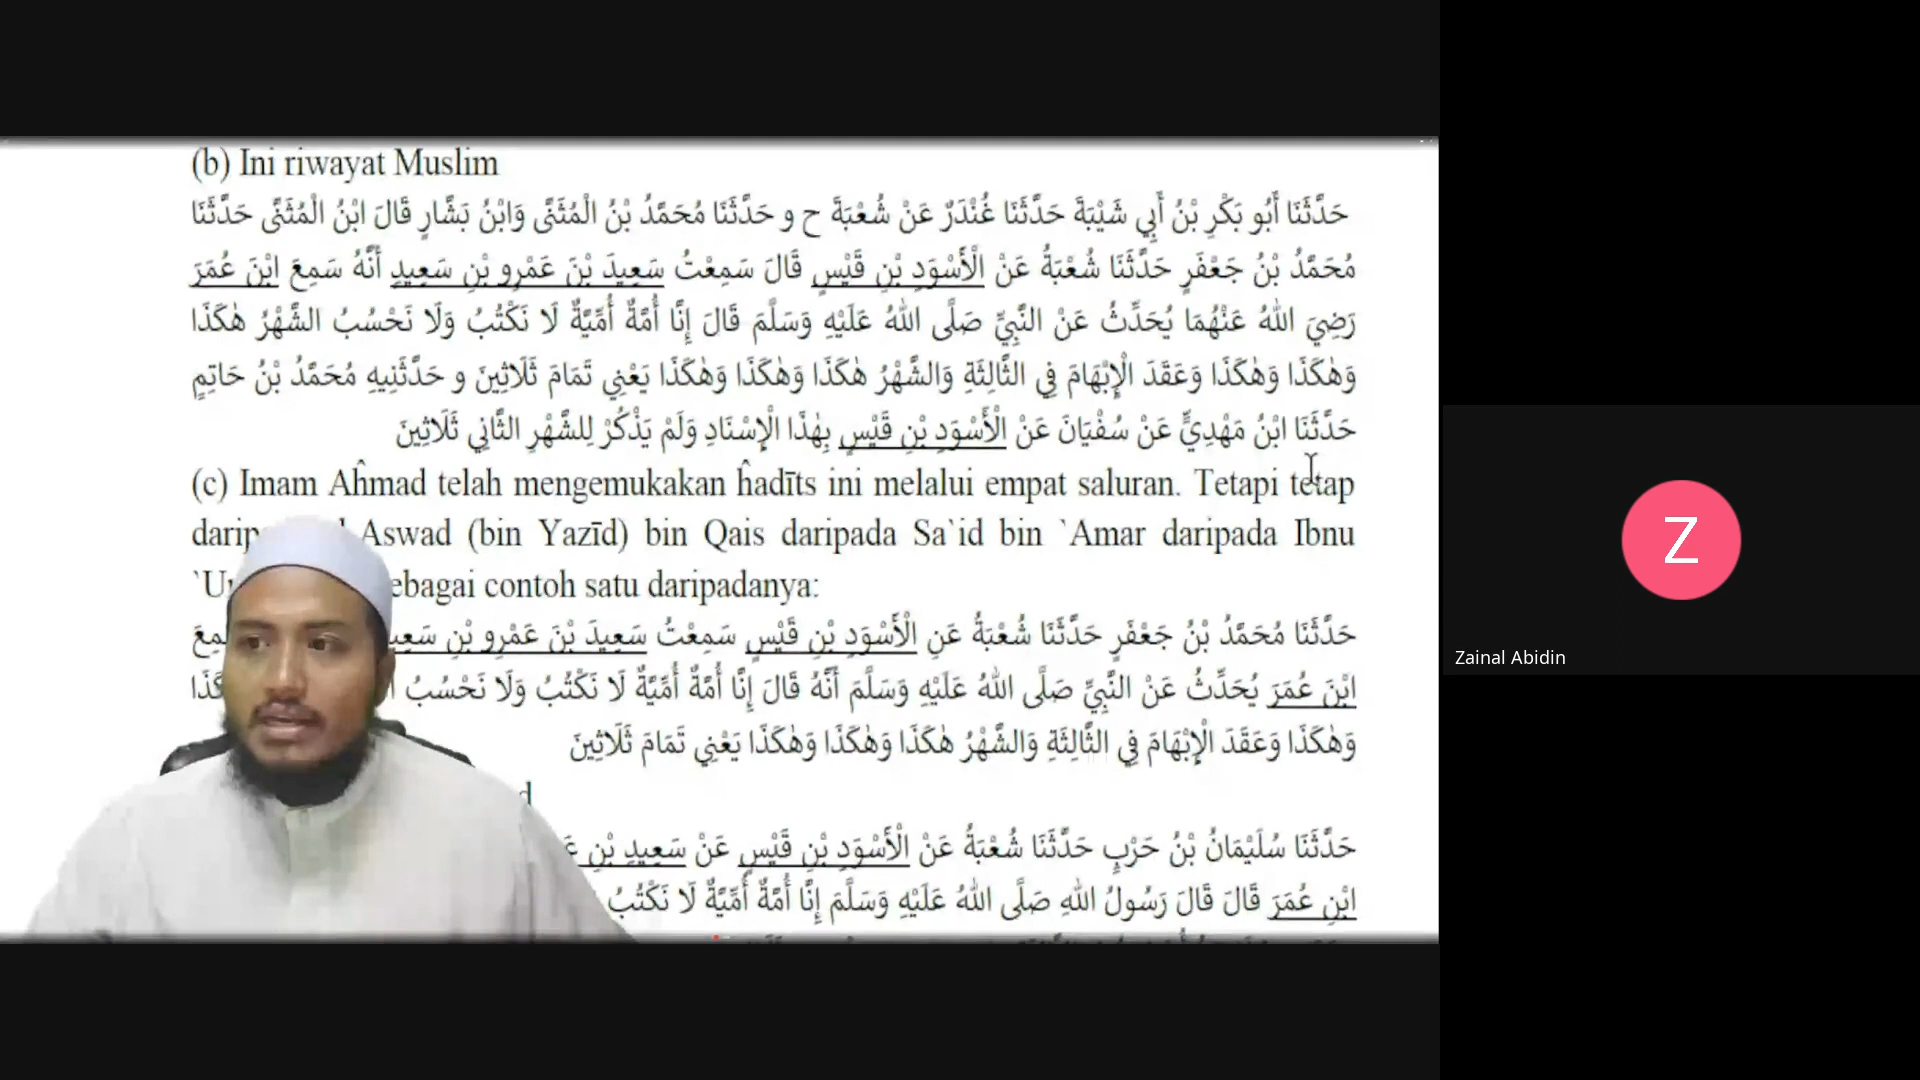 (b) Ini riwayat Muslim
حَدَّثَنَا أَبُو بَكْرِ بْنُ أَبِي شَيْبَةَ حَدَّثَنَا غُنْدَرٌ عَنْ شُعْبَةَ ح و حَدَّثَنَا مُحَمَّدُ بْنُ الْمُثَنَّى وَابْنُ بَشَّارٍ قَالَ ابْنُ الْمُثَنَّى حَدَّثَنَا
مُحَمَّدُ بْنُ جَعْفَرٍ حَدَّثَنَا شُعْبَةُ عَنْ الْأَسْوَدِ بْنِ قَيْسٍ قَالَ سَمِعْتُ سَعِيدَ بْنَ عَمْرِو بْنِ سَعِيدٍ أَنَّهُ سَمِعَ ابْنَ عُمَرَ
رَضِيَ اللهُ عَنْهُمَا يُحَدِّثُ عَنْ النَّبِيِّ صَلَّى اللهُ عَلَيْهِ وَسَلَّمَ قَالَ إِنَّا أُمَّةٌ أُمِّيَّةٌ لَا نَكْتُبُ وَلَا نَحْسُبُ الشَّهْرُ هٰكَذَا
وَهٰكَذَا وَهٰكَذَا وَعَقَدَ الْإِبْهَامَ فِي الثَّالِثَةِ وَالشَّهْرُ هٰكَذَا وَهٰكَذَا وَهٰكَذَا يَعْنِي تَمَامَ ثَلَاثِينَ و حَدَّثَنِيهِ مُحَمَّدُ بْنُ حَاتِمٍ
حَدَّثَنَا ابْنُ مَهْدِيٍّ عَنْ سُفْيَانَ عَنْ الْأَسْوَدِ بْنِ قَيْسٍ بِهٰذَا الْإِسْنَادِ وَلَمْ يَذْكُرْ لِلشَّهْرِ الثَّانِي ثَلَاثِينَ
(c) Imam Aĥmad telah mengemukakan ĥadīts ini melalui empat saluran. Tetapi tetap
Aswad (bin Yazīd) bin Qais daripada Sa`id bin `Amar daripada Ibnu
ebagai contoh satu daripadanya:
حَدَّثَنَا مُحَمَّدُ بْنُ جَعْفَرٍ حَدَّثَنَا شُعْبَةُ عَنِ الْأَسْوَدِ بْنِ قَيْسٍ سَمِعْتُ سَعِيدَ بْنَ عَمْرِو بْنِ
ابْنَ عُمَرَ يُحَدِّثُ عَنْ النَّبِيِّ صَلَّى اللهُ عَلَيْهِ وَسَلَّمَ أَنَّهُ قَالَ إِنَّا أُمَّةٌ أُمِّيَّةٌ لَا نَكْتُبُ وَلَا نَحْسُبُ
وَهٰكَذَا وَعَقَدَ الْإِبْهَامَ فِي الثَّالِثَةِ وَالشَّهْرُ هٰكَذَا وَهٰكَذَا وَهٰكَذَا يَعْنِي تَمَامَ ثَلَاثِينَ
حَدَّثَنَا سُلَيْمَانُ بْنُ حَرْبٍ حَدَّثَنَا شُعْبَةُ عَنْ الْأَسْوَدِ بْنِ قَيْسٍ عَنْ سَعِيدِ بْنِ
ابْنِ عُمَرَ قَالَ قَالَ رَسُولُ اللهِ صَلَّى اللهُ عَلَيْهِ وَسَلَّمَ إِنَّا أُمَّةٌ أُمِّيَّةٌ لَا نَكْتُبُ
Z
Zainal Abidin